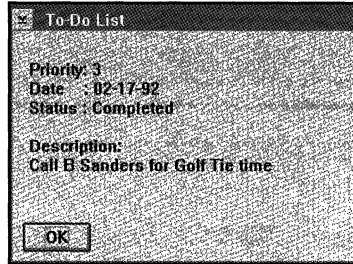 To-Do List
Priority: 3
Date : 02-17-92
Status : Completed
Description:
Call B Sanders for Golf Tie time
OK